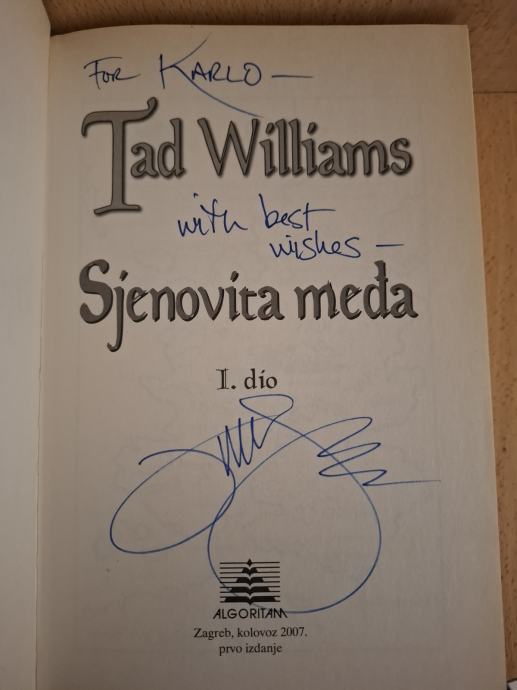 For Karlo —
Tad Williams
with best
wishes —
Sjenovita međa
I. dio
ALGORITAM
Zagreb, kolovoz 2007.
prvo izdanje